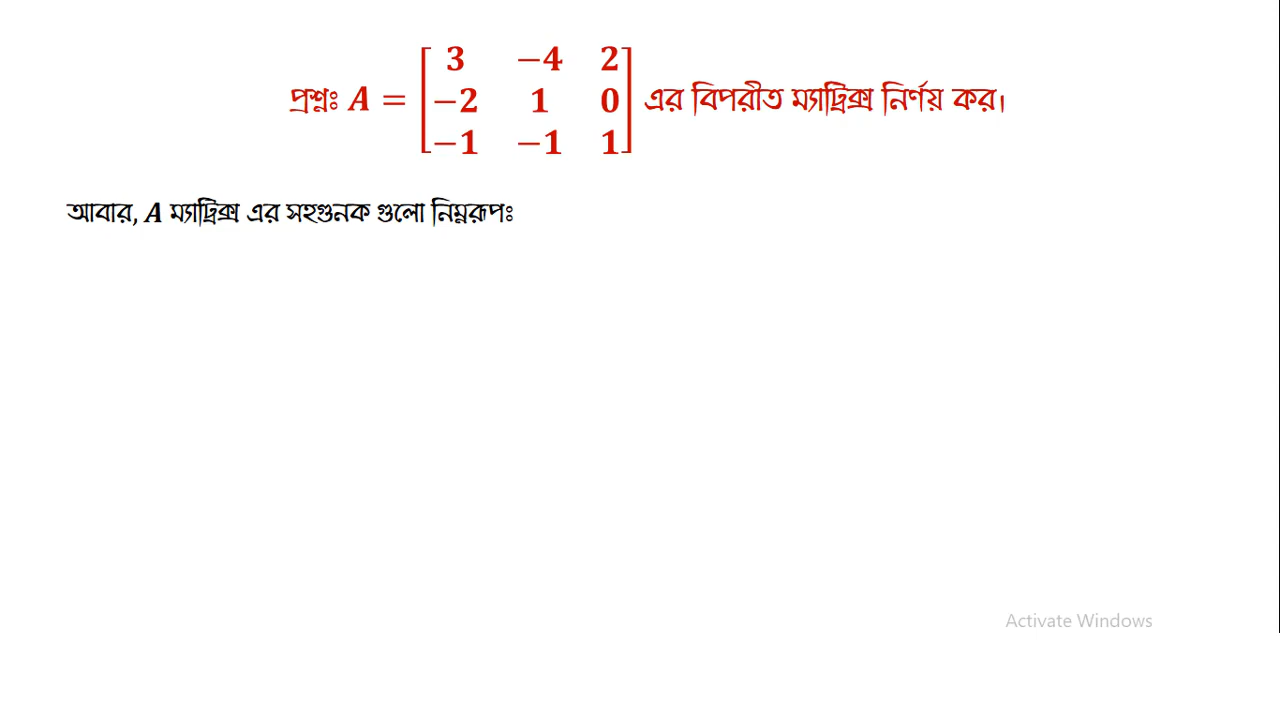 প্রশ্নঃ A = [3 −4 2; −2 1 0; −1 −1 1] এর বিপরীত ম্যাট্রিক্স নির্ণয় কর।
আবার, A ম্যাট্রিক্স এর সহগুনক গুলো নিম্নরূপঃ
Activate Windows